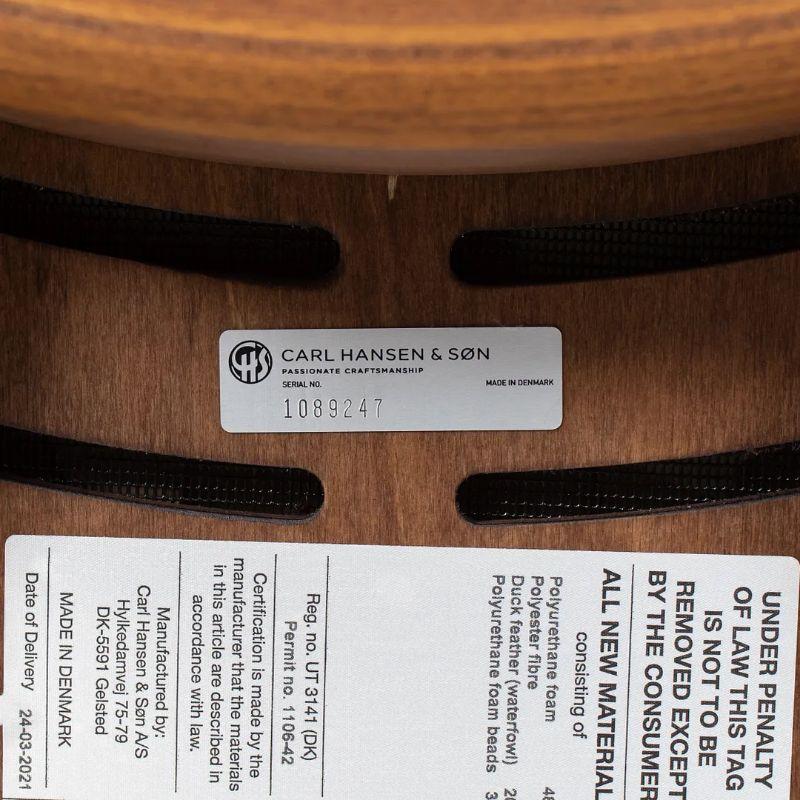 CHS
CARL HANSEN & SØN
PASSIONATE CRAFTSMANSHIP
SERIAL NO.
MADE IN DENMARK
1089247
UNDER PENALTY
OF LAW THIS TAG
IS NOT TO BE
REMOVED EXCEPT
BY THE CONSUMER
ALL NEW MATERIAL
consisting of
Polyurethane foam
Polyester fibre
Duck feather (waterfowl)
Polyurethane foam beads
Reg. no. UT 3141 (DK)
Permit no. 1106-42
Certification is made by the
manufacturer that the materials
in this article are described in
accordance with law.
Manufactured by:
Carl Hansen & Søn A/S
Hylkedamvej 75-79
DK-5591 Gelsted
MADE IN DENMARK
Date of Delivery 24-03-2021